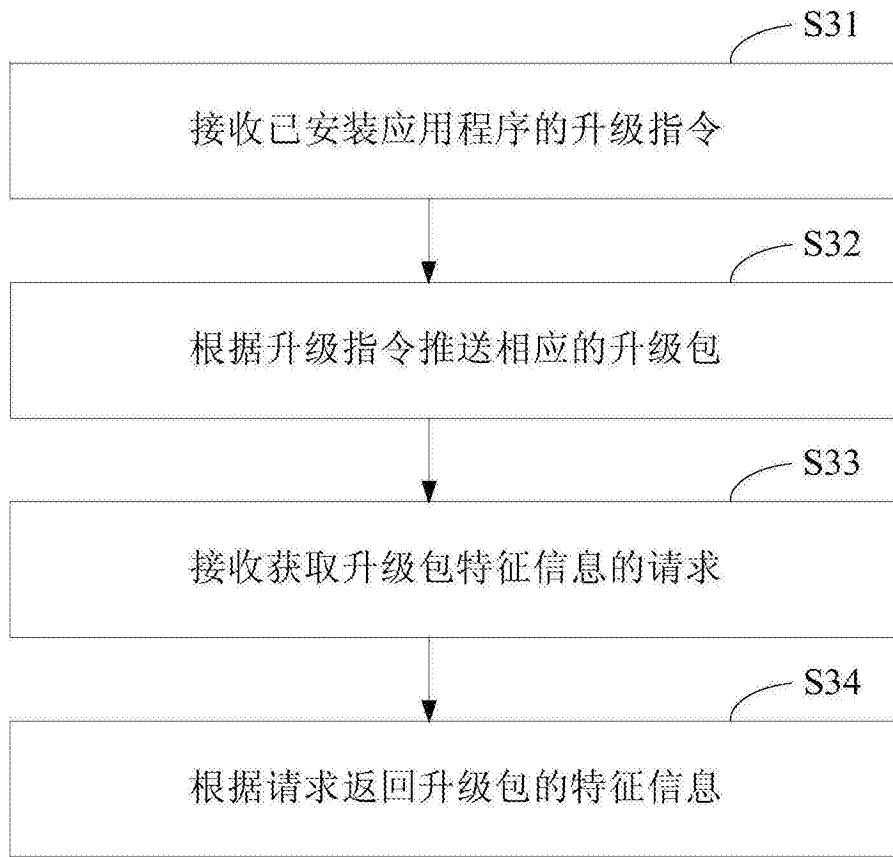 S31
接收已安装应用程序的升级指令
S32
根据升级指令推送相应的升级包
S33
接收获取升级包特征信息的请求
S34
根据请求返回升级包的特征信息